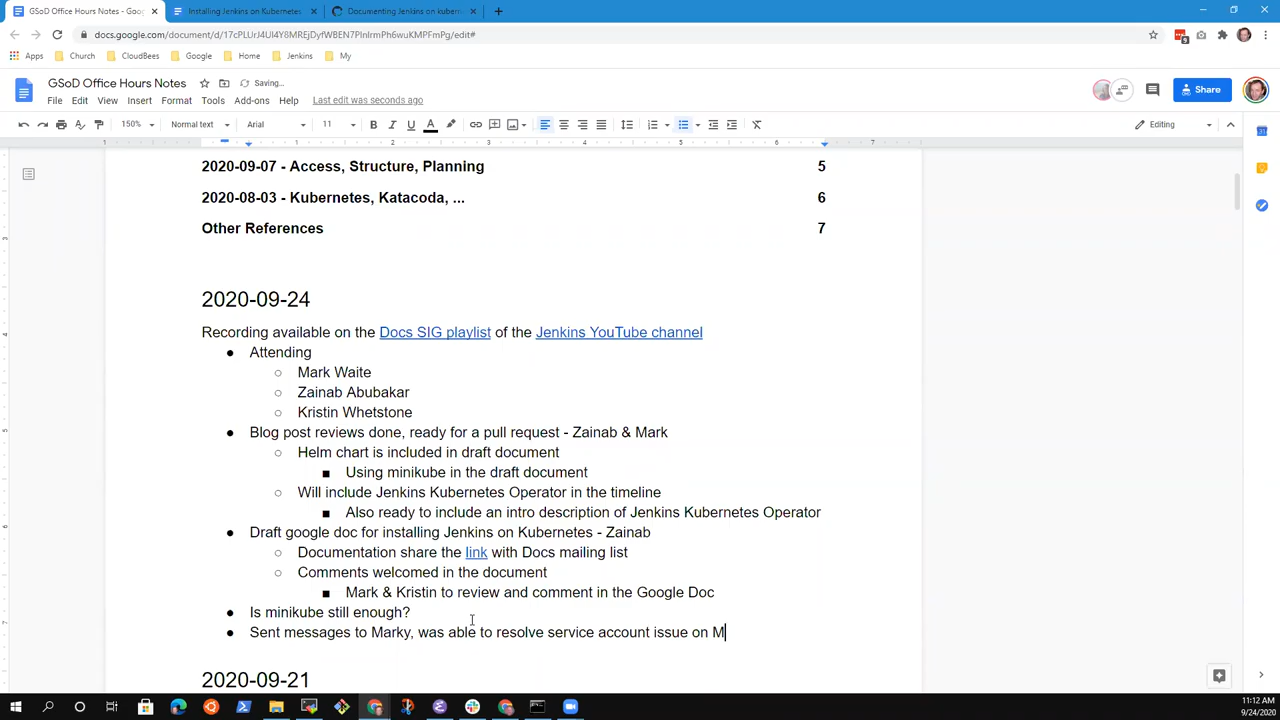 GSoD Office Hours Notes - Goog
Installing Jenkins on Kubernetes
Documenting Jenkins on kubern
docs.google.com/document/d/17cPLUrJ4Ul4Y8MREjDyfWBEN7PInIrmPh6wuKMPFmPg/edit#
Apps
Church
CloudBees
Google
Home
Jenkins
My
GSoD Office Hours Notes
Saving...
File
Edit
View
Insert
Format
Tools
Add-ons
Help
Last edit was seconds ago
Share
150%
Normal text
Arial
11
Editing
2020-09-07 - Access, Structure, Planning 5
2020-08-03 - Kubernetes, Katacoda, ... 6
Other References 7
2020-09-24
Recording available on the Docs SIG playlist of the Jenkins YouTube channel
Attending
Mark Waite
Zainab Abubakar
Kristin Whetstone
Blog post reviews done, ready for a pull request - Zainab & Mark
Helm chart is included in draft document
Using minikube in the draft document
Will include Jenkins Kubernetes Operator in the timeline
Also ready to include an intro description of Jenkins Kubernetes Operator
Draft google doc for installing Jenkins on Kubernetes - Zainab
Documentation share the link with Docs mailing list
Comments welcomed in the document
Mark & Kristin to review and comment in the Google Doc
Is minikube still enough?
Sent messages to Marky, was able to resolve service account issue on M
2020-09-21
11:12 AM
9/24/2020